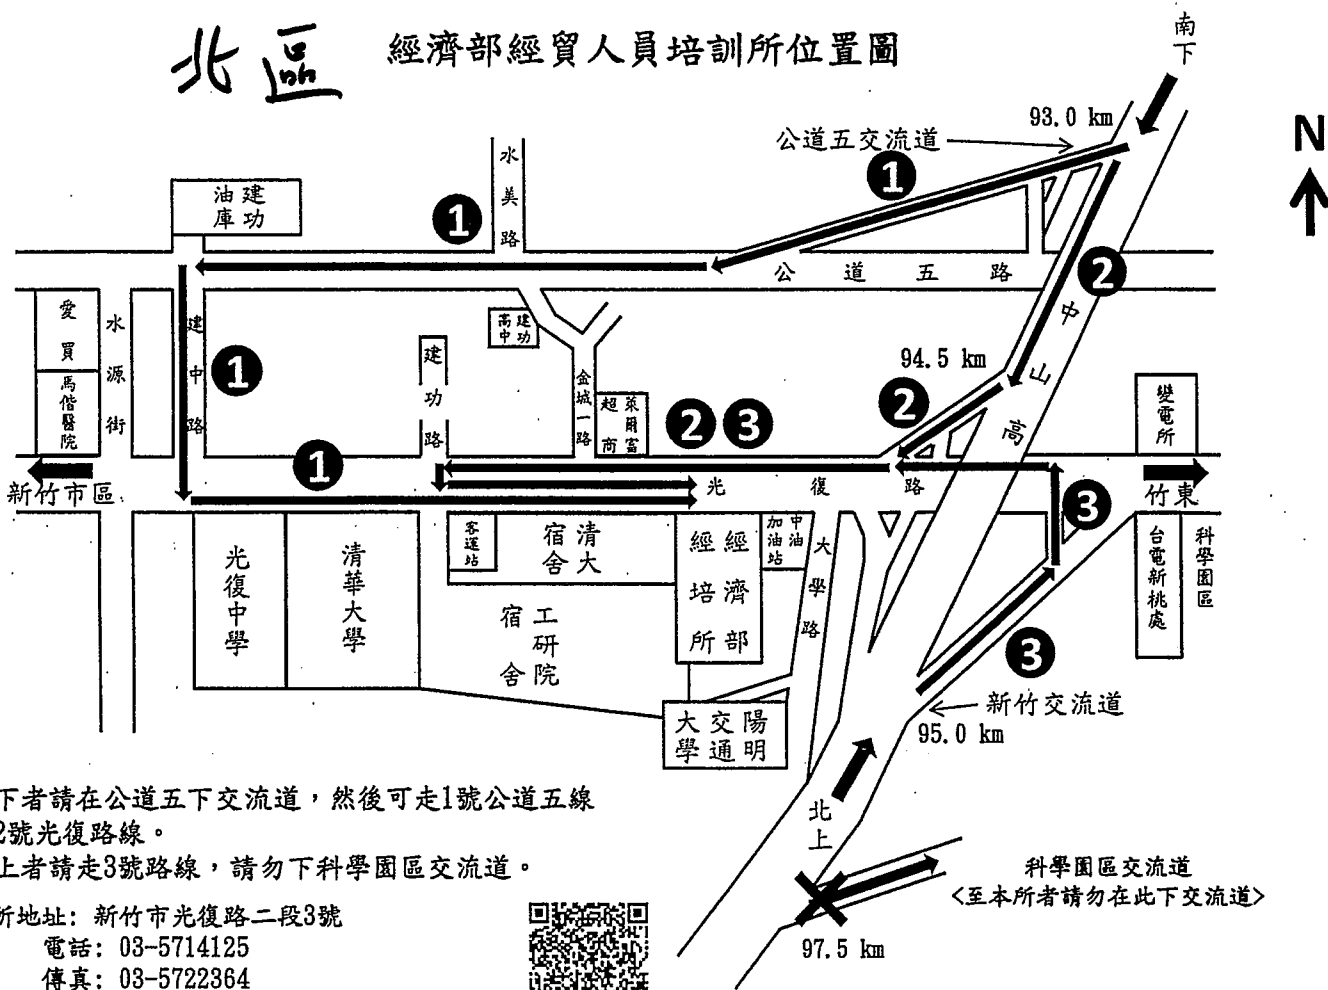 北區
經濟部經貿人員培訓所位置圖
南下
N
93.0 km
公道五交流道
1
1
水美路
油庫
建功
公道五路
2
中山高
愛買
水源街
建中路
1
高中
建功
建功路
94.5 km
2
馬偕醫院
金城一路
萊爾富
超商
2 3
變電所
1
新竹市區
光復路
竹東
3
光復中學
清華大學
客運站
清大
宿舍
經濟部
經培所
中油
加油站
大學路
台電新桃處
科學園區
工研院
宿舍
3
陽明
交通
大學
新竹交流道
95.0 km
北上
下者請在公道五下交流道，然後可走1號公道五線
2號光復路線。
上者請走3號路線，請勿下科學園區交流道。
科學園區交流道
<至本所者請勿在此下交流道>
97.5 km
所地址: 新竹市光復路二段3號
電話: 03-5714125
傳真: 03-5722364